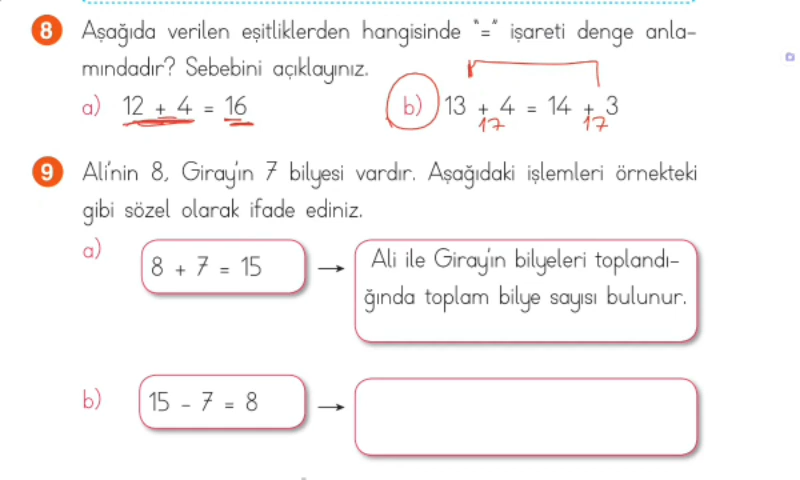 8 Aşağıda verilen eşitliklerden hangisinde "=" işareti denge anla-
mındadır? Sebebini açıklayınız.
a) 12 + 4 = 16 b) 13 + 4 = 14 + 3
17 17
9 Ali'nin 8, Giray'ın 7 bilyesi vardır. Aşağıdaki işlemleri örnekteki
gibi sözel olarak ifade ediniz.
a) 8 + 7 = 15 → Ali ile Giray'ın bilyeleri toplandı-
ğında toplam bilye sayısı bulunur.
b) 15 - 7 = 8 →